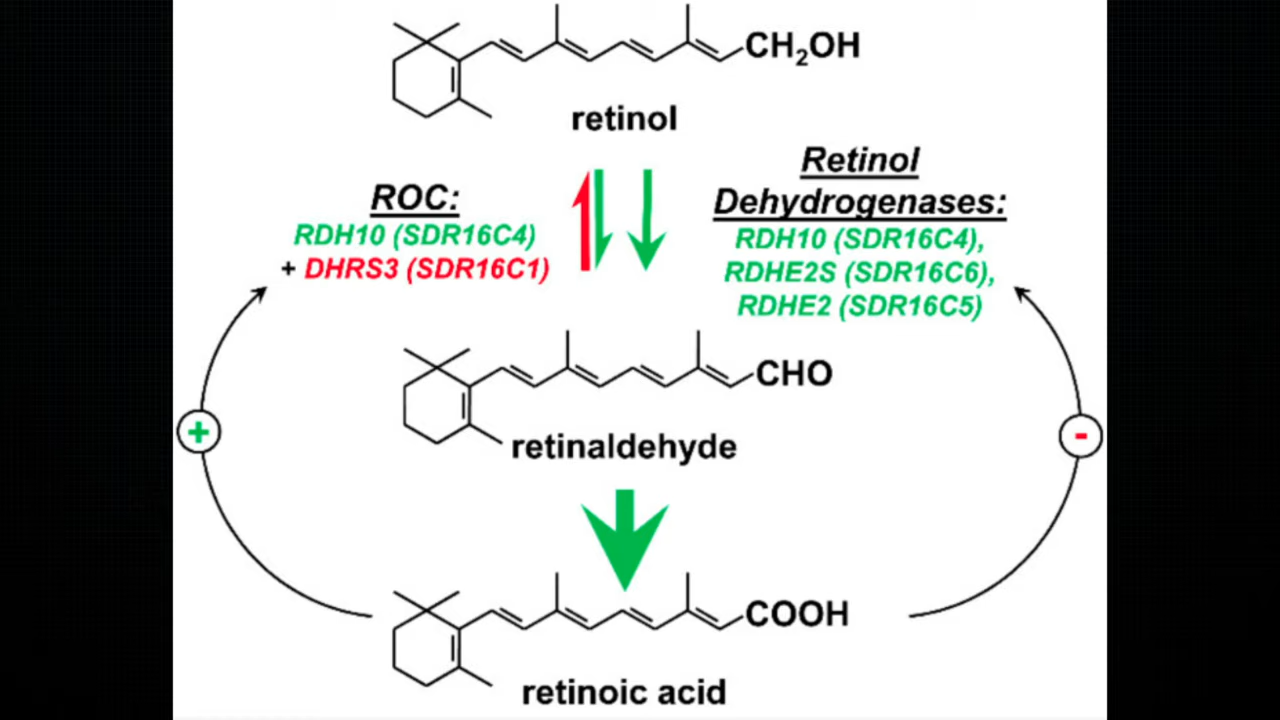 CH₂OH
retinol
ROC:
RDH10 (SDR16C4)
+ DHRS3 (SDR16C1)
Retinol
Dehydrogenases:
RDH10 (SDR16C4),
RDHE2S (SDR16C6),
RDHE2 (SDR16C5)
CHO
retinaldehyde
+
-
COOH
retinoic acid